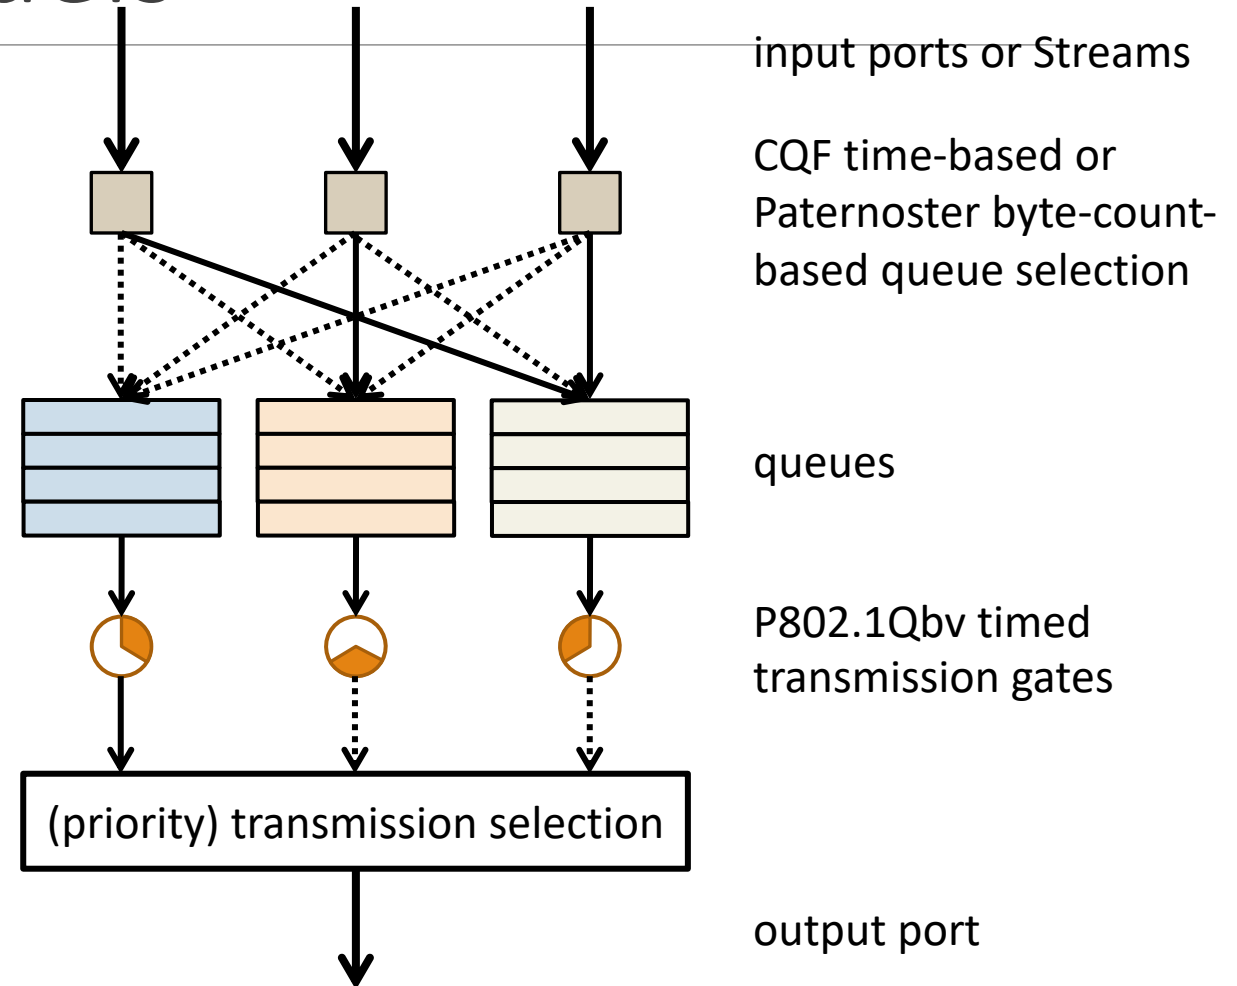 input ports or Streams
CQF time-based or
Paternoster byte-count-
based queue selection
queues
P802.1Qbv timed
transmission gates
(priority) transmission selection
output port